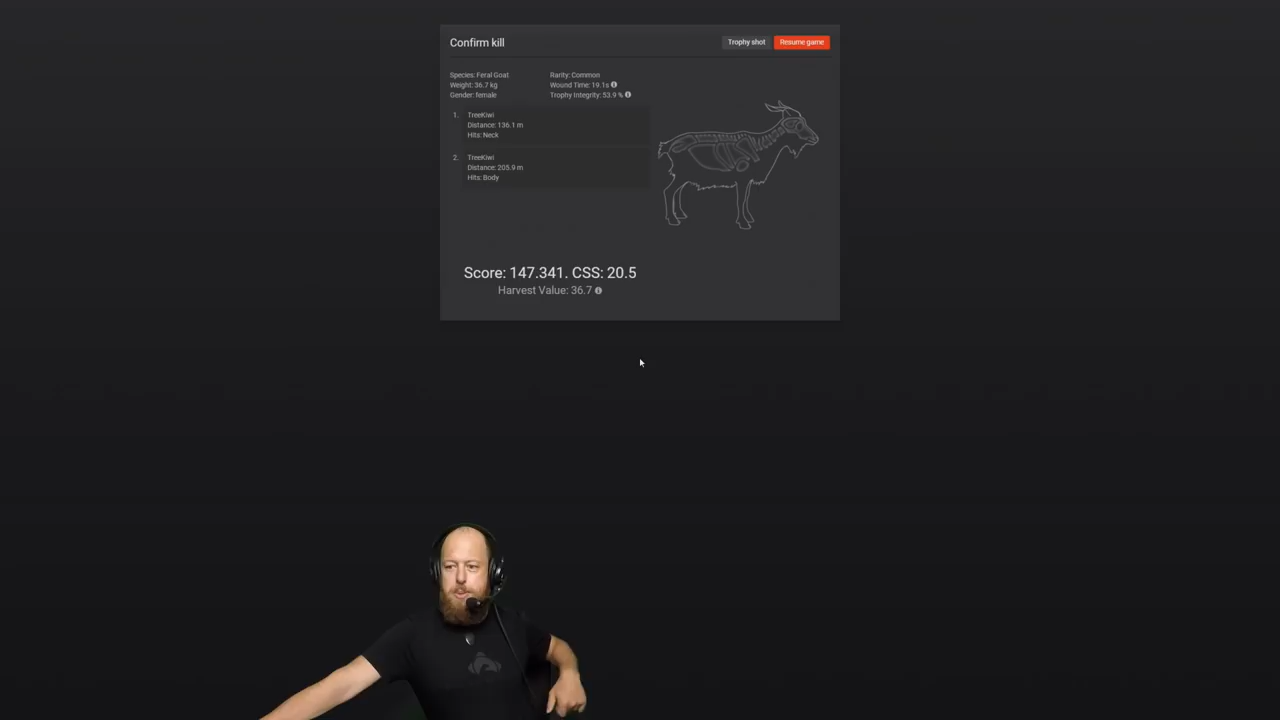 Confirm kill
Trophy shot
Resume game
Species: Feral Goat
Weight: 36.7 kg
Gender: female
Rarity: Common
Wound Time: 19.1s
Trophy Integrity: 53.9 %
1. TreeKiwi
Distance: 136.1 m
Hits: Neck
2. TreeKiwi
Distance: 205.9 m
Hits: Body
Score: 147.341. CSS: 20.5
Harvest Value: 36.7